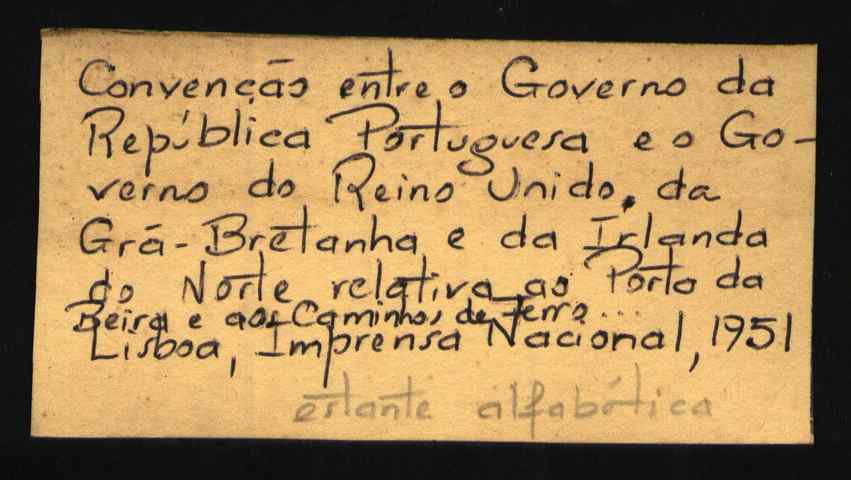 Convenção entre o Governo da
República Portuguesa e o Go-
verno do Reino Unido, da
Grã-Bretanha e da Irlanda
do Norte relativa ao Porto da
Beira e aos Caminhos de Ferro...
Lisboa, Imprensa Nacional, 1951
estante alfabética